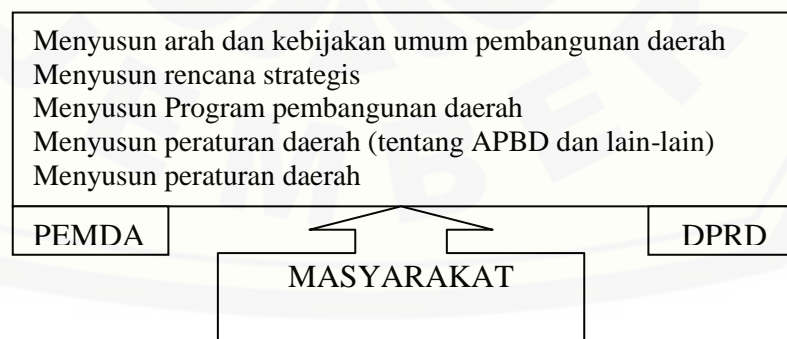 Menyusun arah dan kebijakan umum pembangunan daerah
Menyusun rencana strategis
Menyusun Program pembangunan daerah
Menyusun peraturan daerah (tentang APBD dan lain-lain)
Menyusun peraturan daerah
PEMDA
DPRD
MASYARAKAT